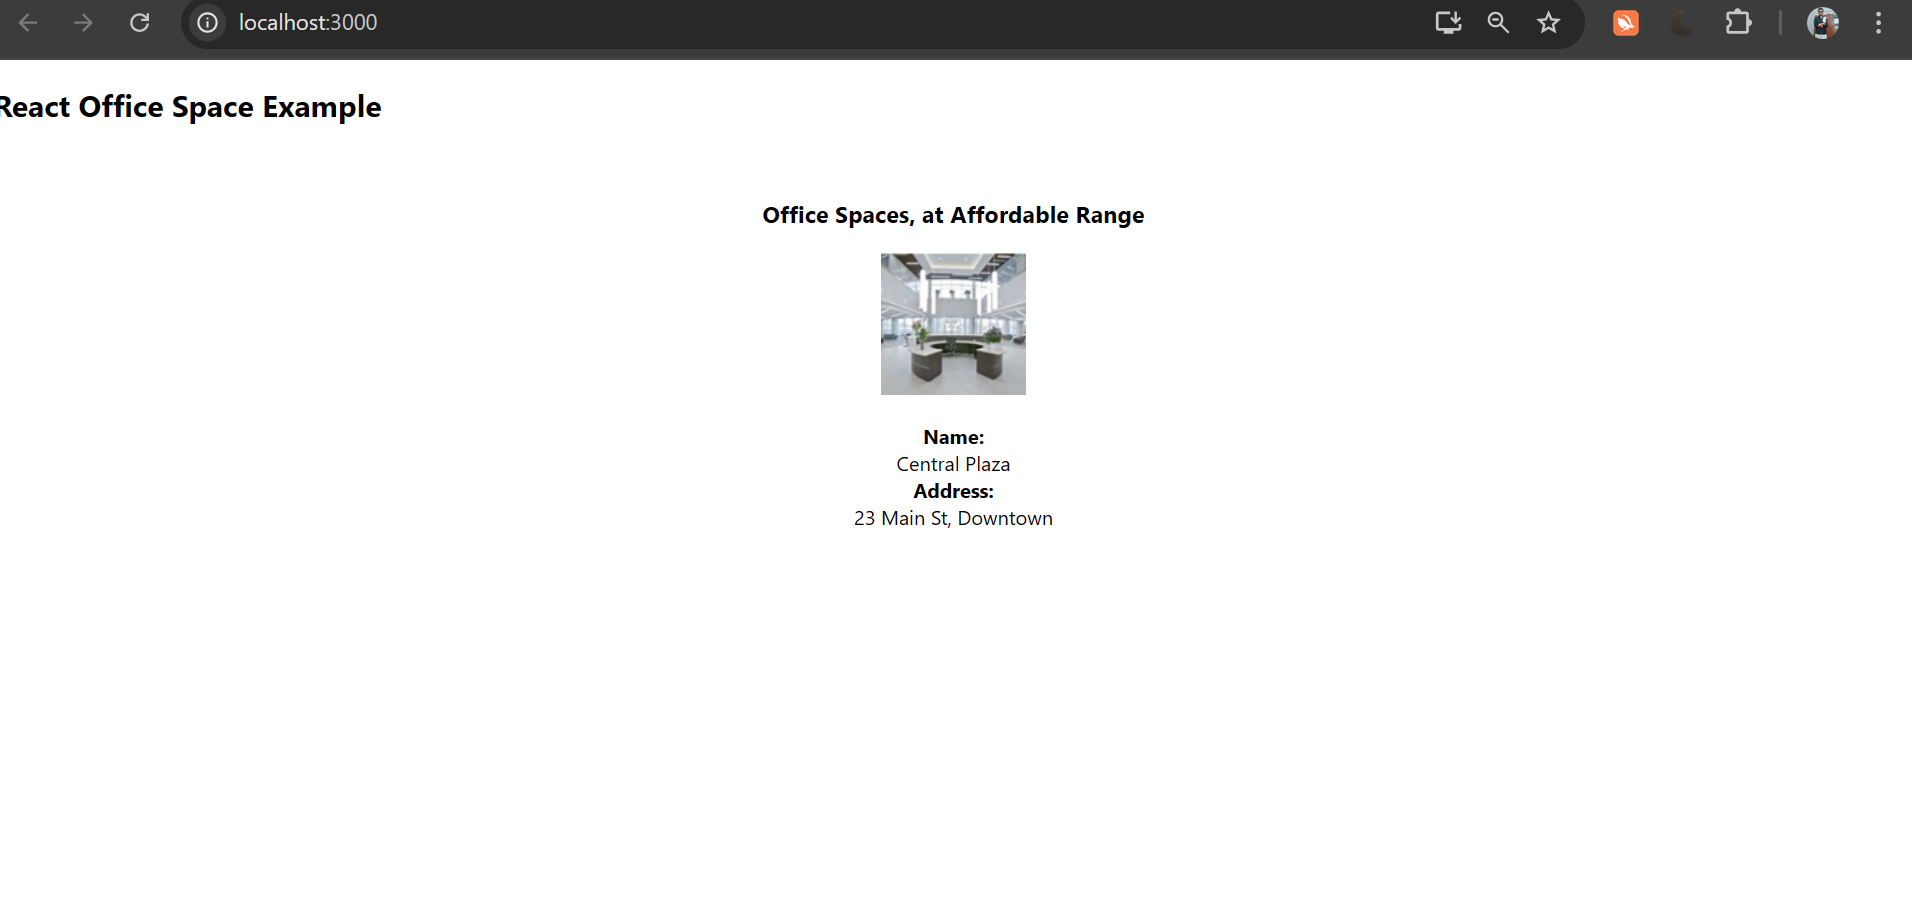 localhost:3000
React Office Space Example
Office Spaces, at Affordable Range
Name:
Central Plaza
Address:
23 Main St, Downtown